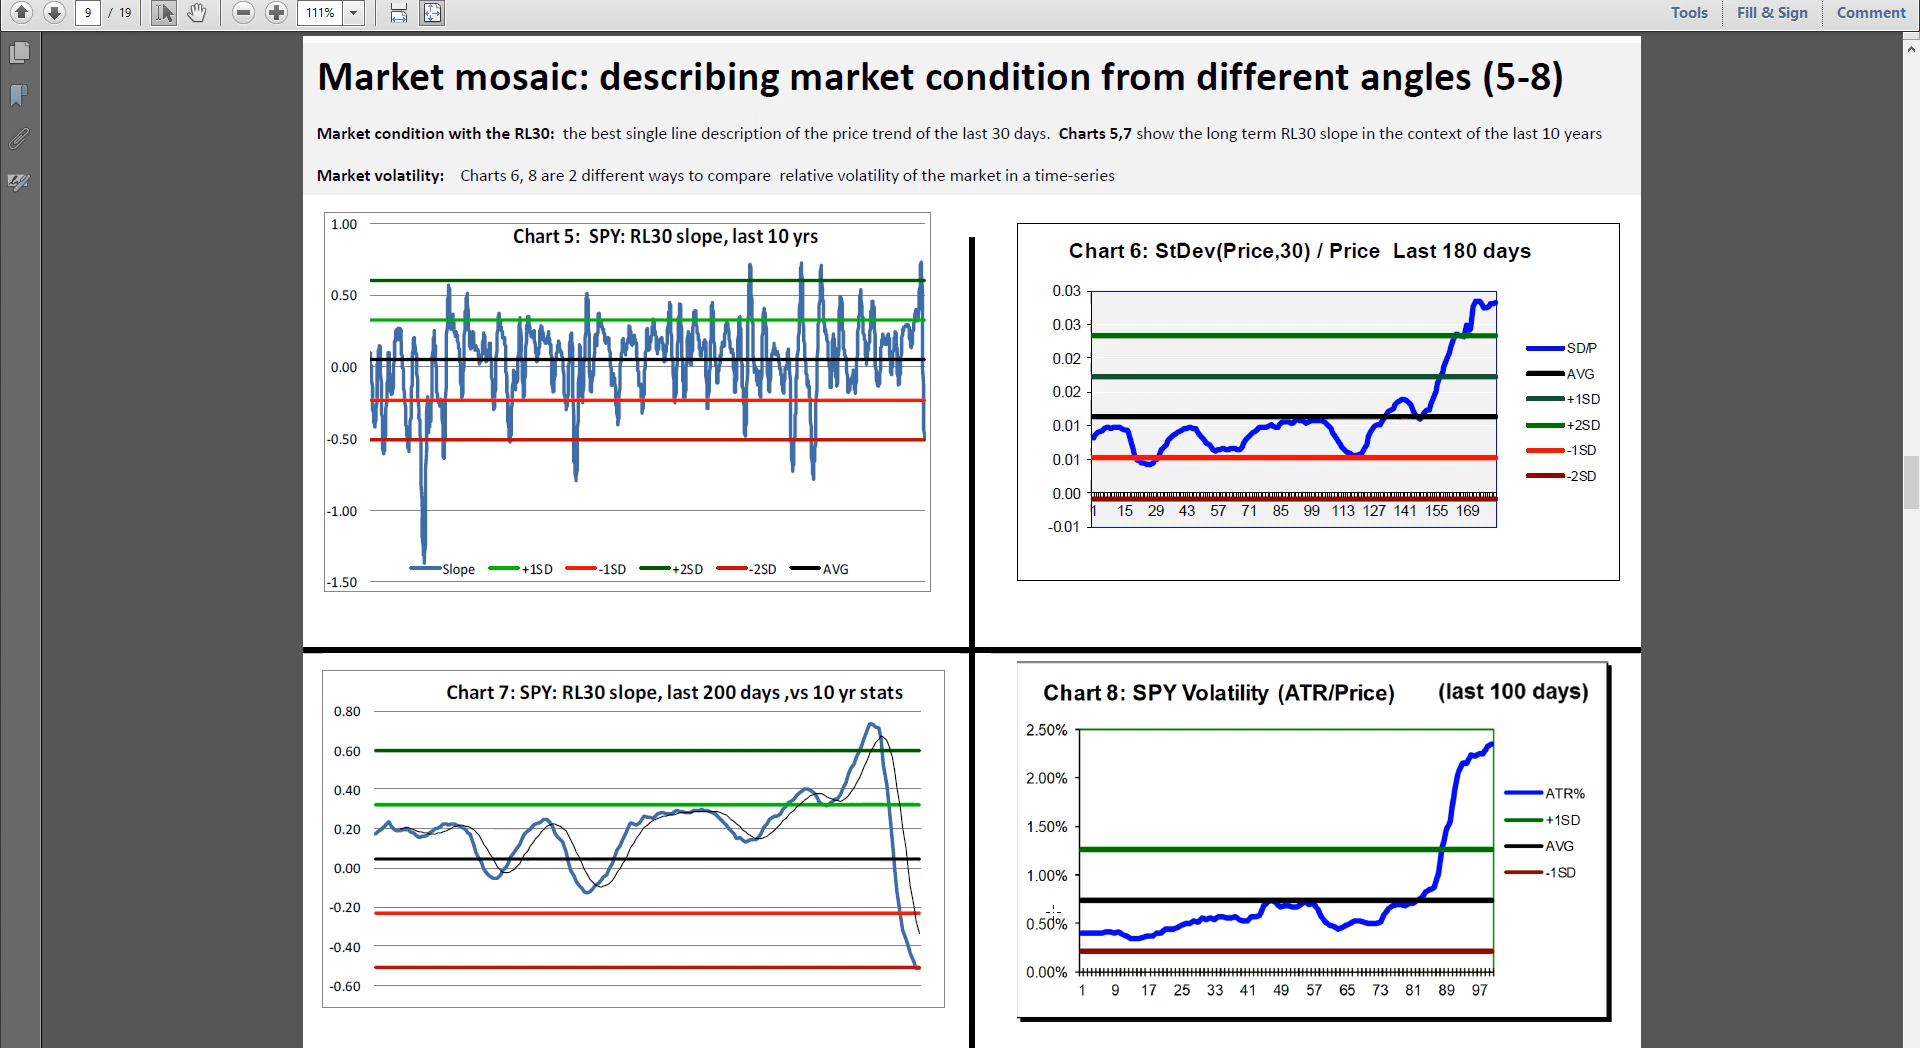 9 / 19 111% Tools Fill & Sign Comment
Market mosaic: describing market condition from different angles (5-8)
Market condition with the RL30: the best single line description of the price trend of the last 30 days. Charts 5,7 show the long term RL30 slope in the context of the last 10 years
Market volatility: Charts 6, 8 are 2 different ways to compare relative volatility of the market in a time-series
Chart 5: SPY: RL30 slope, last 10 yrs
1.00
0.50
0.00
-0.50
-1.00
-1.50
Slope +1SD -1SD +2SD -2SD AVG
Chart 6: StDev(Price,30) / Price Last 180 days
0.03
0.03
0.02
0.02
0.01
0.01
0.00
-0.01
1 15 29 43 57 71 85 99 113 127 141 155 169
SD/P
AVG
+1SD
+2SD
-1SD
-2SD
Chart 7: SPY: RL30 slope, last 200 days ,vs 10 yr stats
0.80
0.60
0.40
0.20
0.00
-0.20
-0.40
-0.60
Chart 8: SPY Volatility (ATR/Price) (last 100 days)
2.50%
2.00%
1.50%
1.00%
0.50%
0.00%
1 9 17 25 33 41 49 57 65 73 81 89 97
ATR%
+1SD
AVG
-1SD